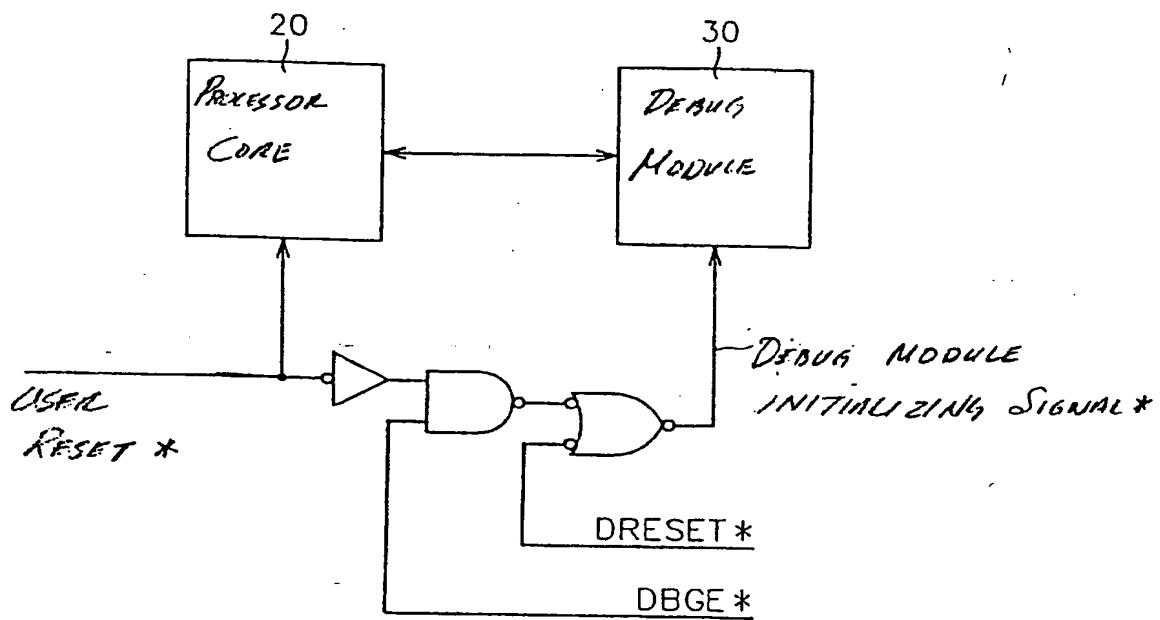 20
30
PROCESSOR
CORE
DEBUG
MODULE
USER
RESET *
DEBUG MODULE
INITIALIZING SIGNAL *
DRESET *
DBGE *